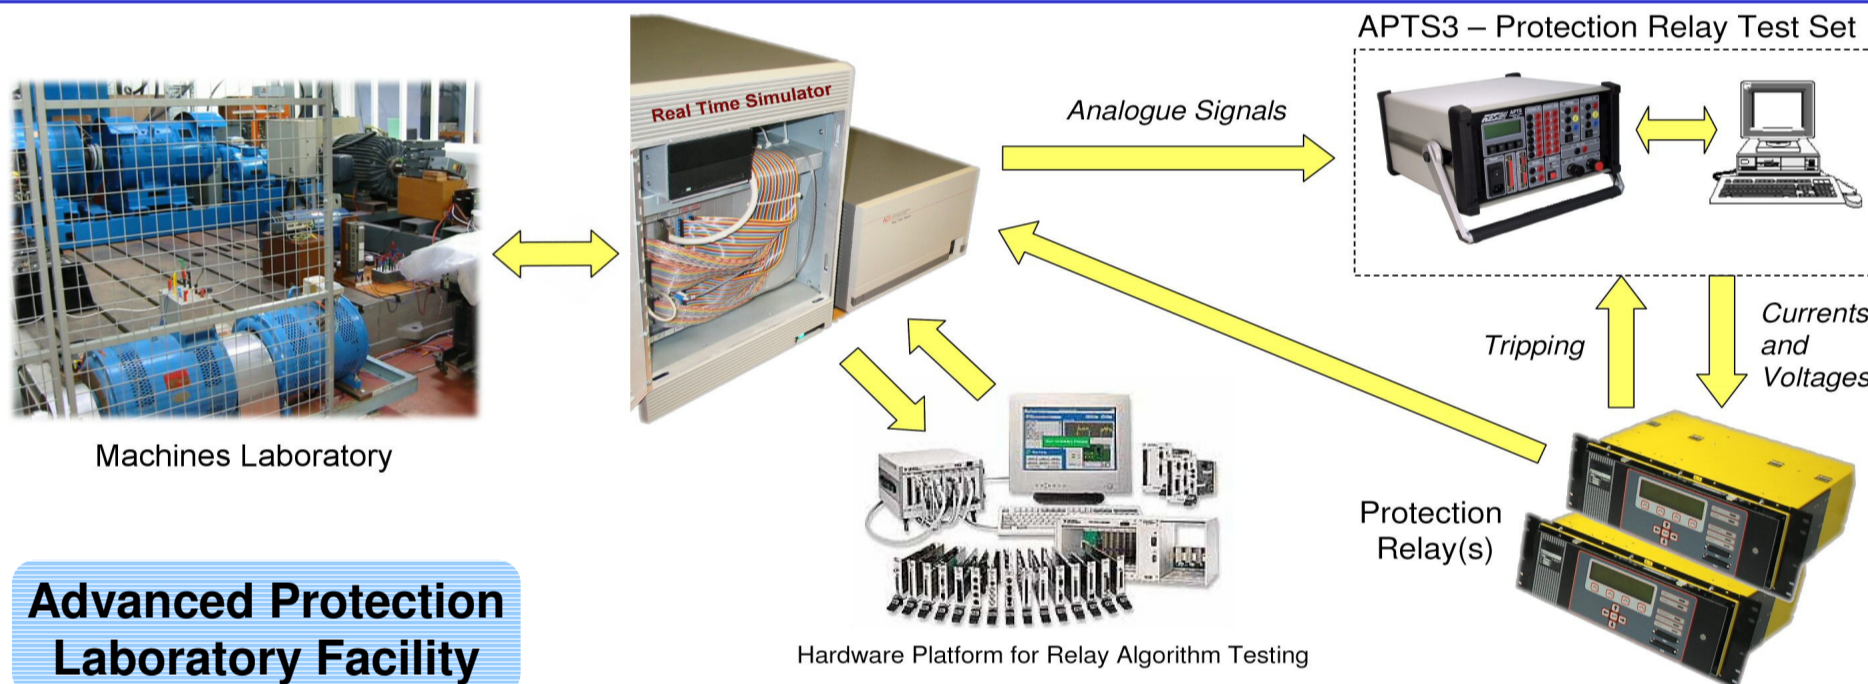 APTS3 – Protection Relay Test Set
Real Time Simulator
Analogue Signals
Tripping
Currents
and
Voltages
Machines Laboratory
Protection
Relay(s)
Advanced Protection
Laboratory Facility
Hardware Platform for Relay Algorithm Testing